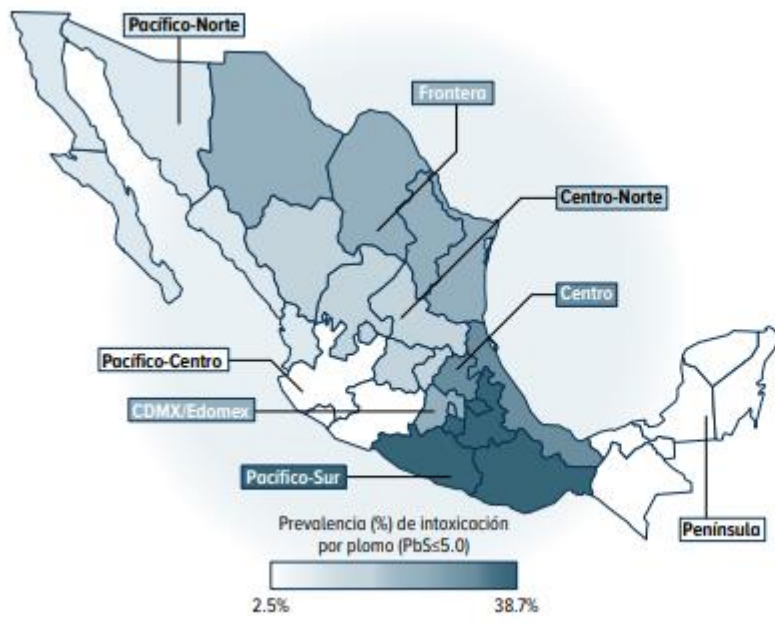 Pacífico-Norte
Frontera
Centro-Norte
Centro
Pacífico-Centro
CDMX/Edomex
Pacífico-Sur
Península
Prevalencia (%) de intoxicación
por plomo (PbS≤5.0)
2.5%
38.7%